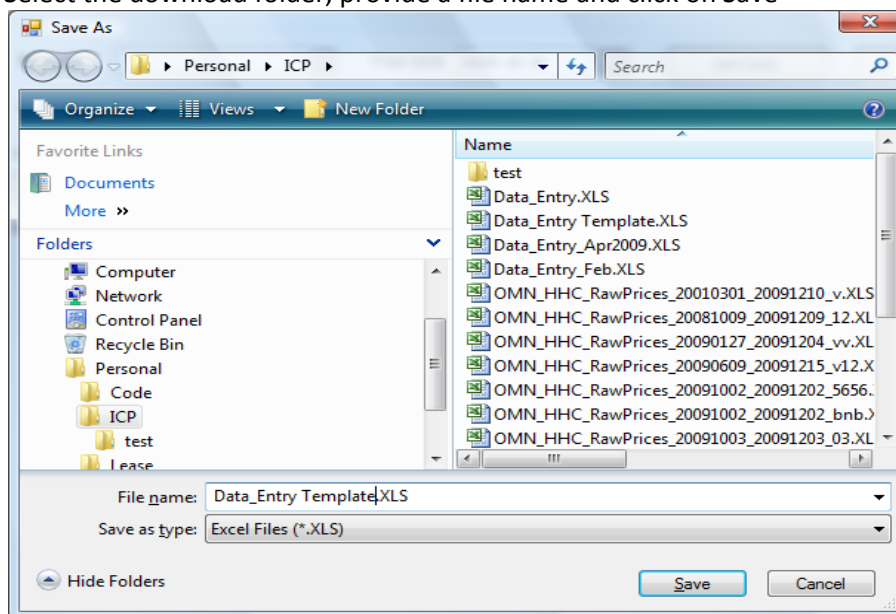 Select the download folder, provide a file name and click on Save
Save As
Personal ▸ ICP ▸
Search
Organize
Views
New Folder
Favorite Links
Documents
More »
Folders
Computer
Network
Control Panel
Recycle Bin
Personal
Code
ICP
test
Lease
Name
test
Data_Entry.XLS
Data_Entry Template.XLS
Data_Entry_Apr2009.XLS
Data_Entry_Feb.XLS
OMN_HHC_RawPrices_20010301_20091210_v.XLS
OMN_HHC_RawPrices_20081009_20091209_12.XL
OMN_HHC_RawPrices_20090127_20091204_vv.XL
OMN_HHC_RawPrices_20090609_20091215_v12.X
OMN_HHC_RawPrices_20091002_20091202_5656.
OMN_HHC_RawPrices_20091002_20091202_bnb.X
OMN_HHC_RawPrices_20091003_20091203_03.XL
File name: Data_Entry Template.XLS
Save as type: Excel Files (*.XLS)
Hide Folders
Save
Cancel